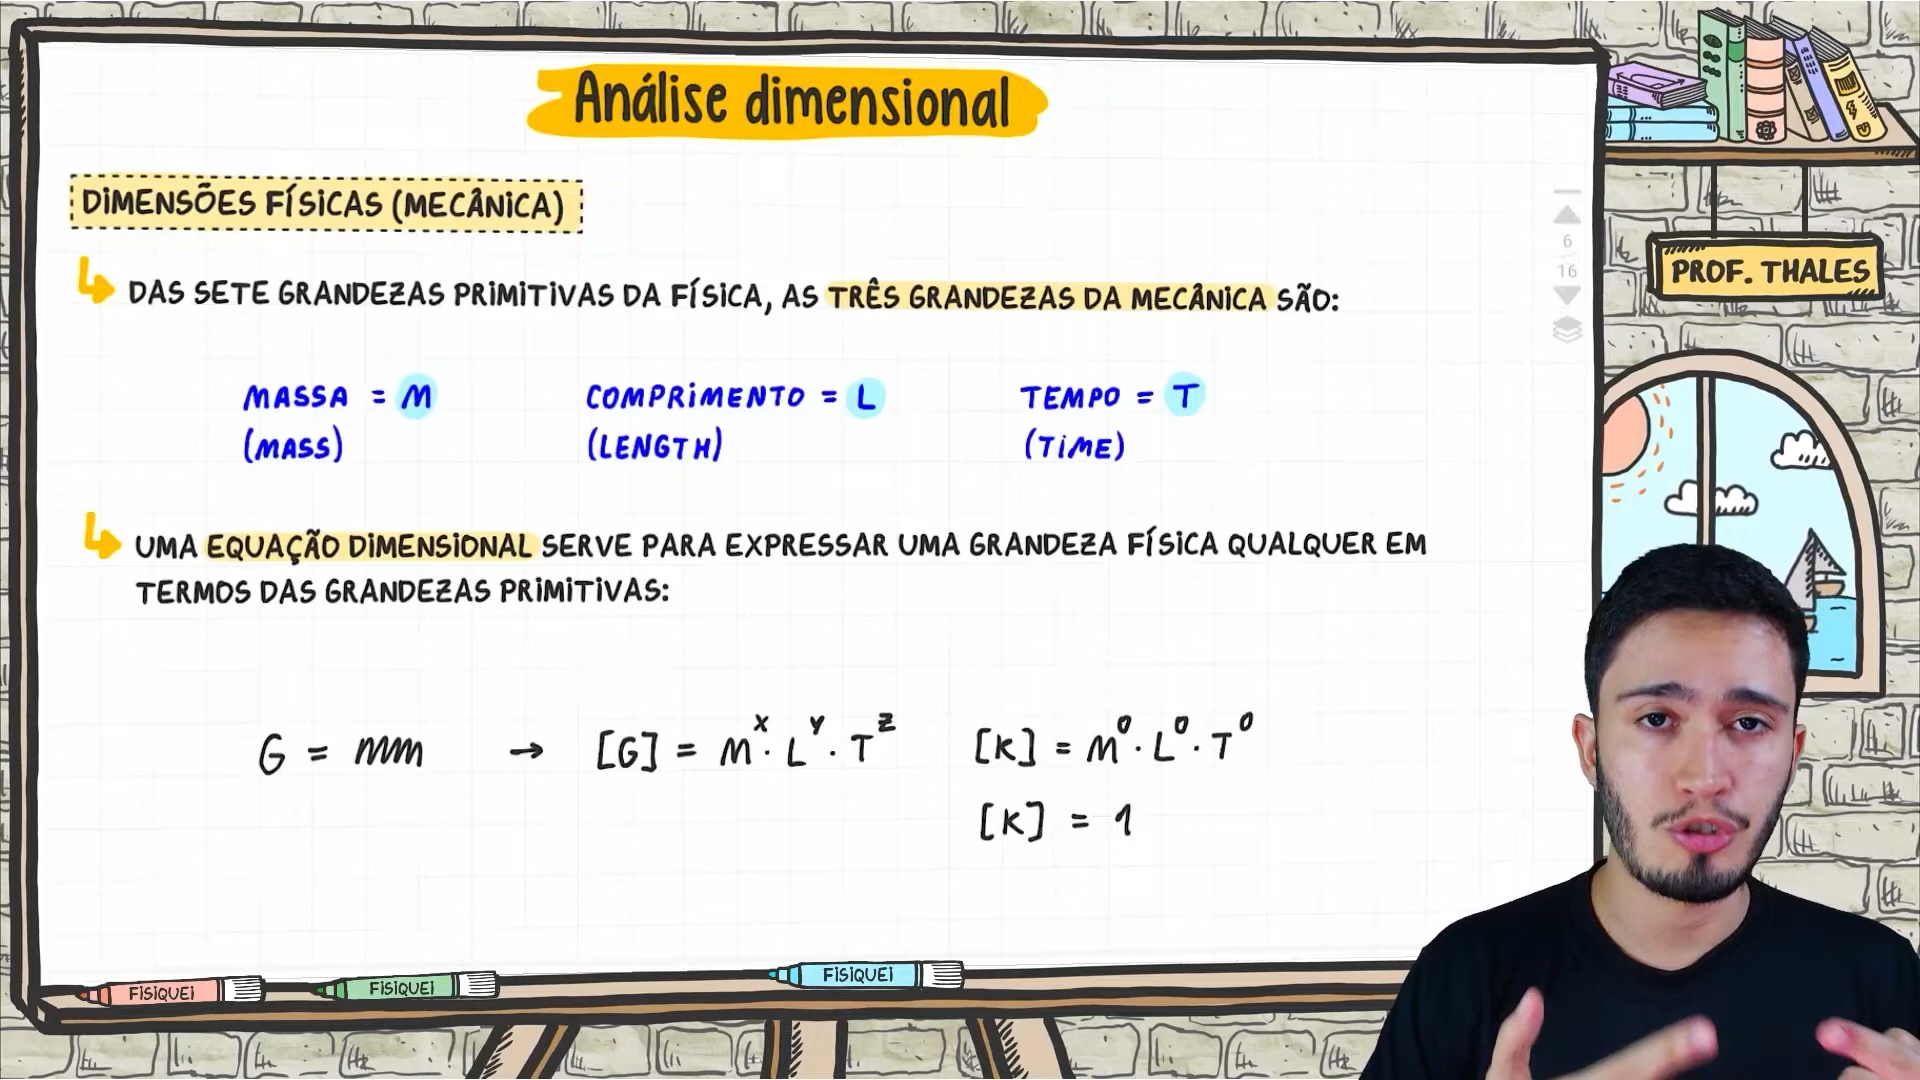 Análise dimensional
DIMENSÕES FÍSICAS (MECÂNICA)
DAS SETE GRANDEZAS PRIMITIVAS DA FÍSICA, AS TRÊS GRANDEZAS DA MECÂNICA SÃO:
MASSA = M COMPRIMENTO = L TEMPO = T
(MASS) (LENGTH) (TIME)
UMA EQUAÇÃO DIMENSIONAL SERVE PARA EXPRESSAR UMA GRANDEZA FÍSICA QUALQUER EM
TERMOS DAS GRANDEZAS PRIMITIVAS:
G = → [G] = M^x · L^y · T^z [K] = M^0 · L^0 · T^0
[K] = 1
FISIQUEI FISIQUEI FISIQUEI
6
16
PROF. THALES